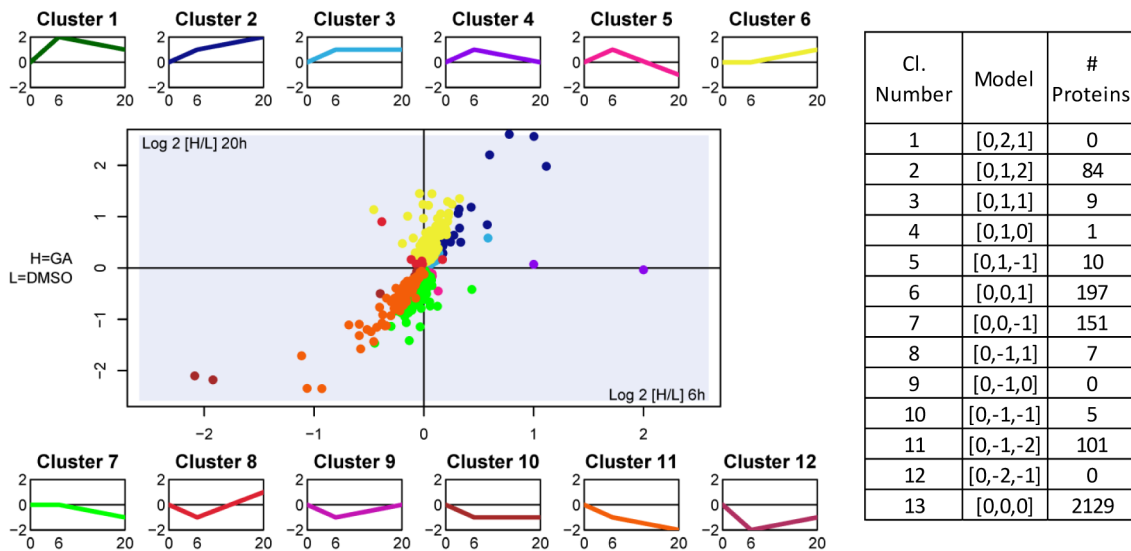 Cluster 1 Cluster 2 Cluster 3 Cluster 4 Cluster 5 Cluster 6
2 2 2 2 2 2
0 0 0 0 0 0
−2 −2 −2 −2 −2 −2
0 6 20 0 6 20 0 6 20 0 6 20 0 6 20 0 6 20
Log 2 [H/L] 20h
2
1
H=GA
L=DMSO
0
−1
−2
Log 2 [H/L] 6h
−2 −1 0 1 2
Cluster 7 Cluster 8 Cluster 9 Cluster 10 Cluster 11 Cluster 12
2 2 2 2 2 2
0 0 0 0 0 0
−2 −2 −2 −2 −2 −2
0 6 20 0 6 20 0 6 20 0 6 20 0 6 20 0 6 20
Cl. Number Model # Proteins
1 [0,2,1] 0
2 [0,1,2] 84
3 [0,1,1] 9
4 [0,1,0] 1
5 [0,1,-1] 10
6 [0,0,1] 197
7 [0,0,-1] 151
8 [0,-1,1] 7
9 [0,-1,0] 0
10 [0,-1,-1] 5
11 [0,-1,-2] 101
12 [0,-2,-1] 0
13 [0,0,0] 2129